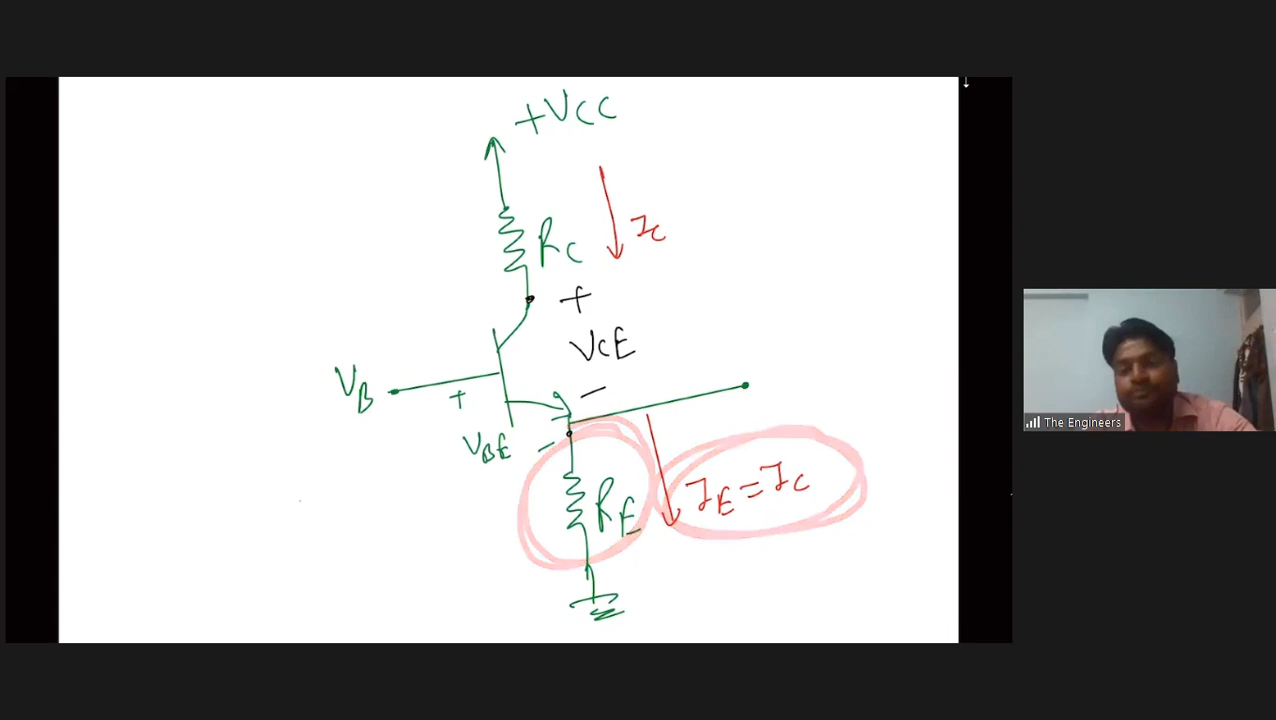 +VCC
RC
IC
+
VCE
−
VB
+
VBE
−
RE
IE = IC
The Engineers